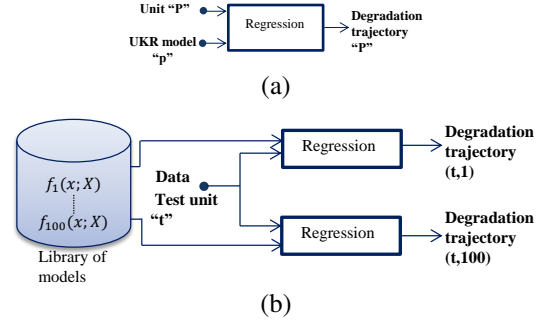 Unit “P”
UKR model
“p”
Regression
Degradation
trajectory
“P”
(a)
f₁(x; X)
f₁₀₀(x; X)
Library of
models
Data
Test unit
“t”
Regression
Degradation
trajectory
(t,1)
Regression
Degradation
trajectory
(t,100)
(b)